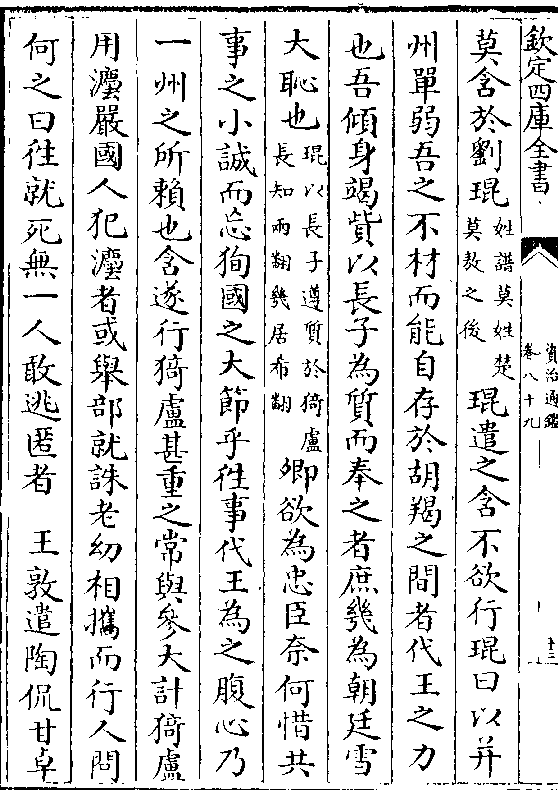 欽定四庫全書
資治通鑑
卷八十九
十三
莫含於劉琨姓譜莫姓楚莫敖之後琨遣之含不欲行琨曰以并
州單弱吾之不材而能自存於胡羯之間者代王之力
也吾傾身竭貲以長子為質而奉之者庶幾為朝廷雪
大恥也琨以長子遵質於猗盧長知兩翻幾居布翻卿欲為忠臣奈何惜共
事之小誠而忘狥國之大節乎徃事代王為之腹心乃
一州之所賴也含遂行猗盧甚重之常與參大計猗盧
用灋嚴國人犯灋者或舉部就誅老幼相攜而行人問
何之曰徃就死無一人敢逃匿者　王敦遣陶侃甘卓